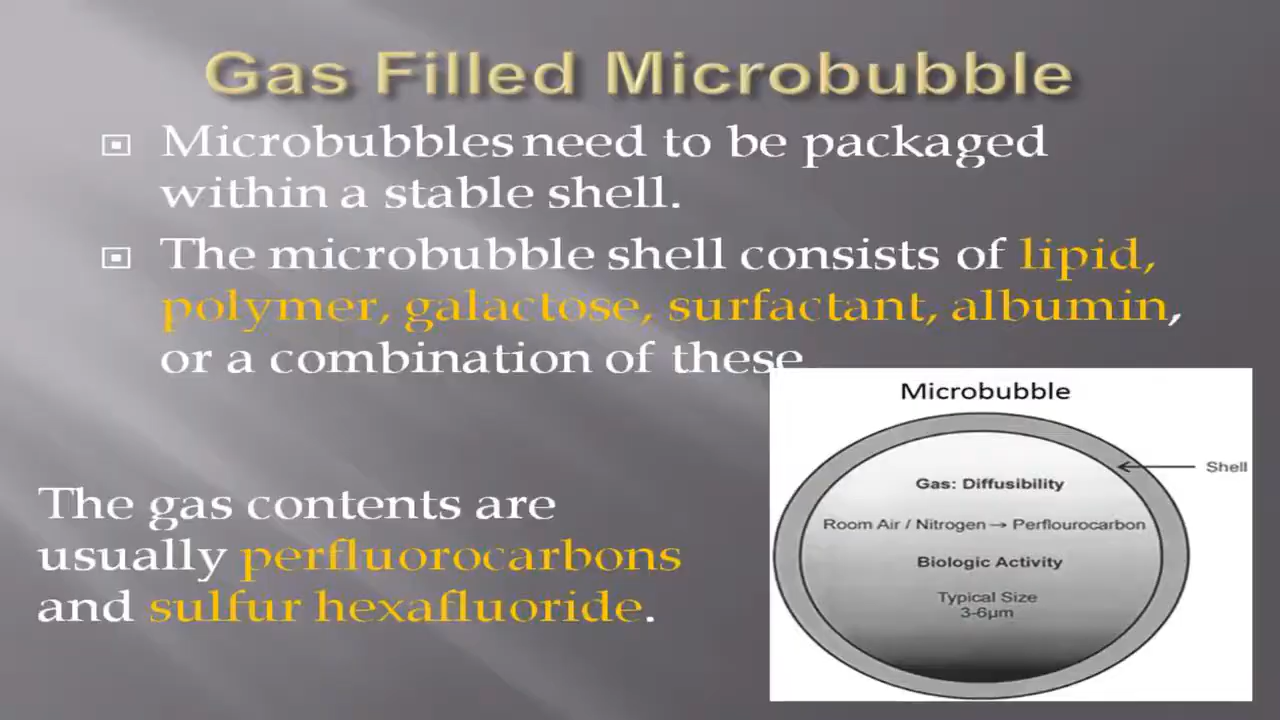 Gas Filled Microbubble
Microbubbles need to be packaged
within a stable shell.
The microbubble shell consists of lipid,
polymer, galactose, surfactant, albumin,
or a combination of these
The gas contents are
usually perfluorocarbons
and sulfur hexafluoride.
Microbubble
Shell
Gas: Diffusibility
Room Air / Nitrogen → Perflourocarbon
Biologic Activity
Typical Size
3-6µm